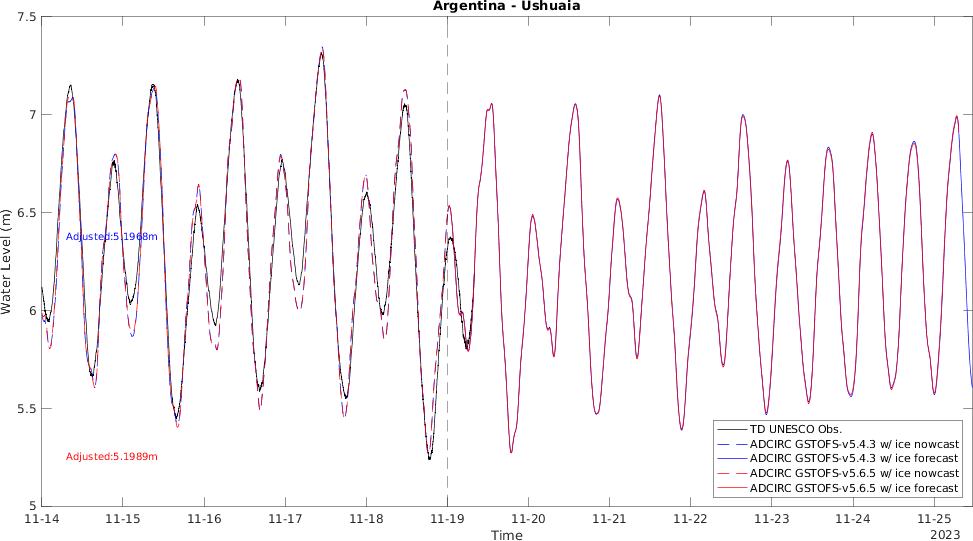 Argentina - Ushuaia
7.5
7
6.5
6
5.5
5
Water Level (m)
Adjusted:5.1968m
Adjusted:5.1989m
TD UNESCO Obs.
ADCIRC GSTOFS-v5.4.3 w/ ice nowcast
ADCIRC GSTOFS-v5.4.3 w/ ice forecast
ADCIRC GSTOFS-v5.6.5 w/ ice nowcast
ADCIRC GSTOFS-v5.6.5 w/ ice forecast
11-14 11-15 11-16 11-17 11-18 11-19 11-20 11-21 11-22 11-23 11-24 11-25
Time
2023